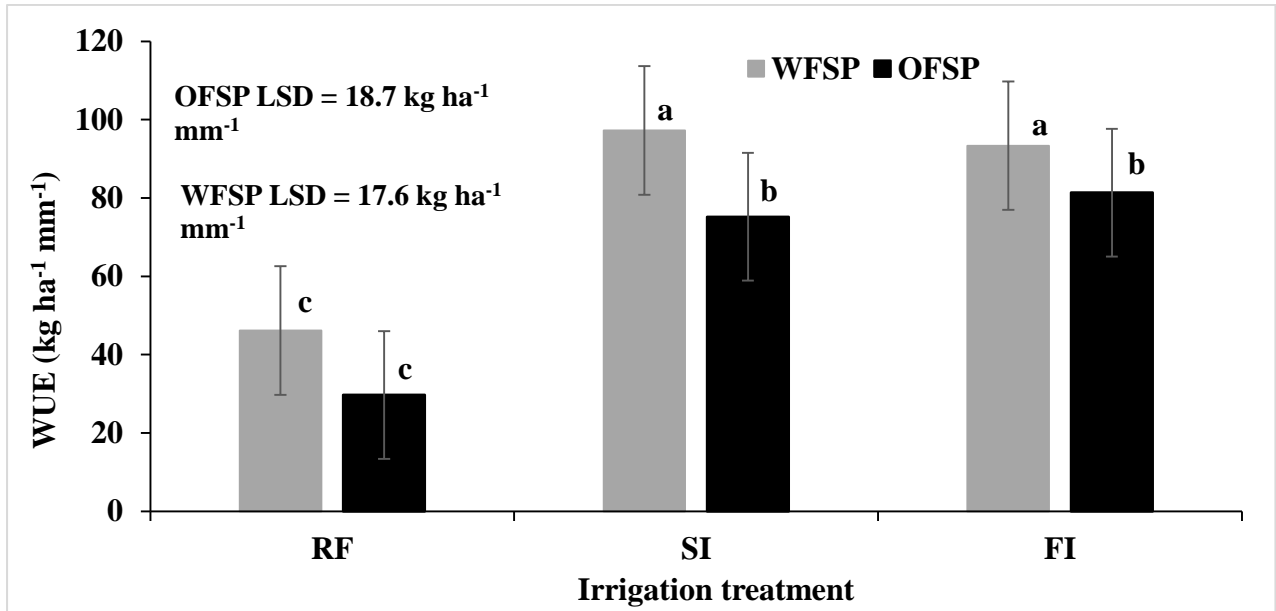 WUE (kg ha⁻¹ mm⁻¹)
120
100
80
60
40
20
0
OFSP LSD = 18.7 kg ha⁻¹
mm⁻¹
WFSP LSD = 17.6 kg ha⁻¹
mm⁻¹
WFSP OFSP
c
c
a
b
a
b
RF SI FI
Irrigation treatment